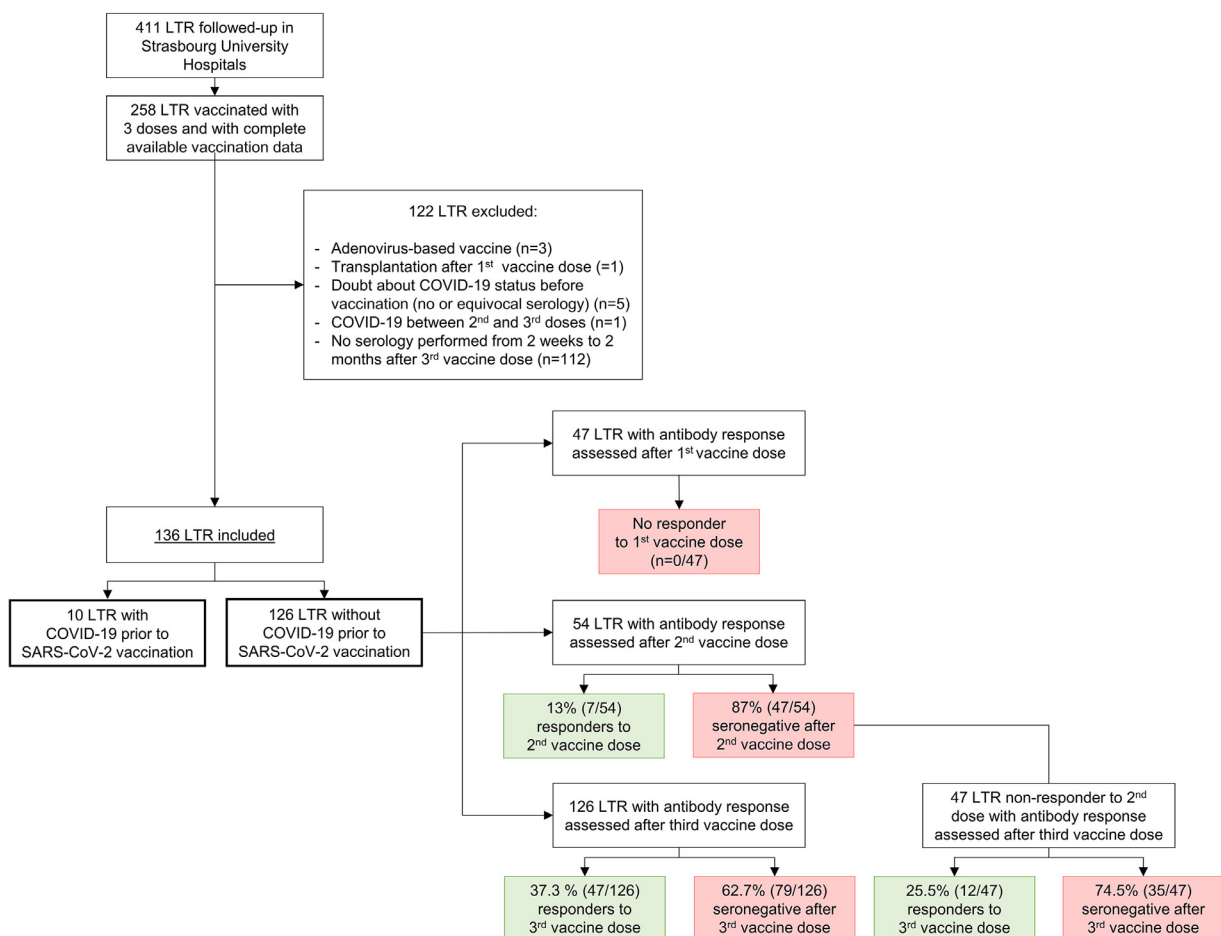 411 LTR followed-up in
Strasbourg University
Hospitals
258 LTR vaccinated with
3 doses and with complete
available vaccination data
122 LTR excluded:
- Adenovirus-based vaccine (n=3)
- Transplantation after 1st vaccine dose (=1)
- Doubt about COVID-19 status before
vaccination (no or equivocal serology) (n=5)
- COVID-19 between 2nd and 3rd doses (n=1)
- No serology performed from 2 weeks to 2
months after 3rd vaccine dose (n=112)
47 LTR with antibody response
assessed after 1st vaccine dose
No responder
to 1st vaccine dose
(n=0/47)
136 LTR included
10 LTR with
COVID-19 prior to
SARS-CoV-2 vaccination
126 LTR without
COVID-19 prior to
SARS-CoV-2 vaccination
54 LTR with antibody response
assessed after 2nd vaccine dose
13% (7/54)
responders to
2nd vaccine dose
87% (47/54)
seronegative after
2nd vaccine dose
126 LTR with antibody response
assessed after third vaccine dose
47 LTR non-responder to 2nd
dose with antibody response
assessed after third vaccine dose
37.3 % (47/126)
responders to
3rd vaccine dose
62.7% (79/126)
seronegative after
3rd vaccine dose
25.5% (12/47)
responders to
3rd vaccine dose
74.5% (35/47)
seronegative after
3rd vaccine dose